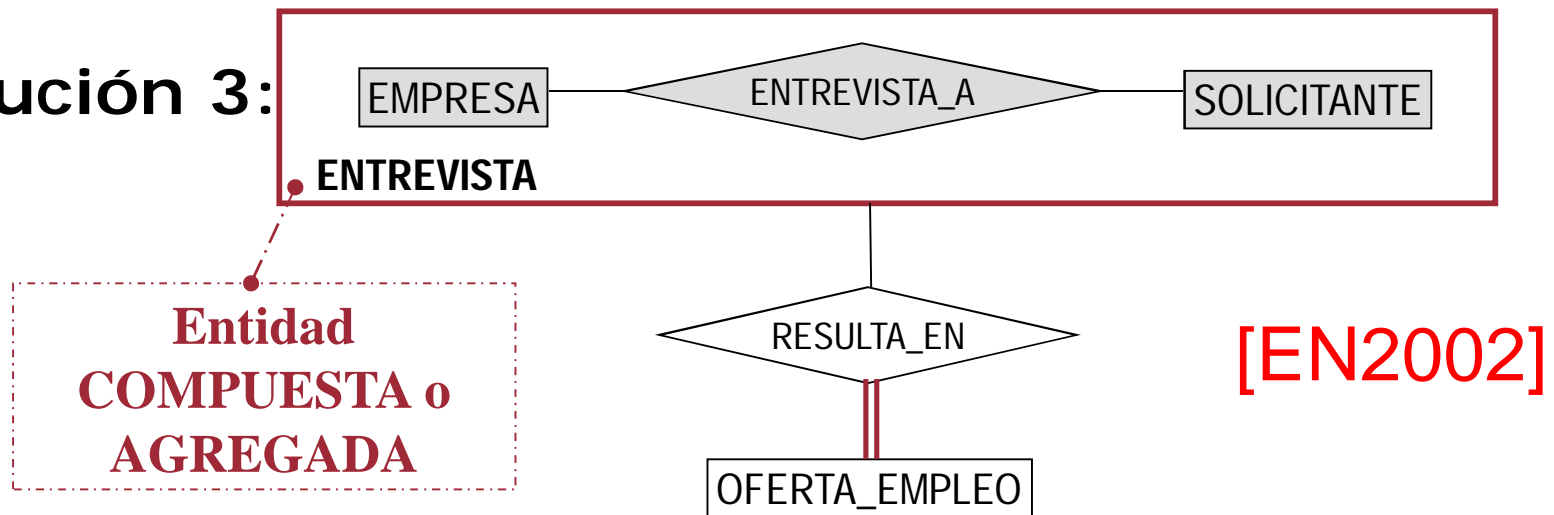 ución 3:
EMPRESA
ENTREVISTA_A
SOLICITANTE
ENTREVISTA
Entidad
COMPUESTA o
AGREGADA
RESULTA_EN
[EN2002]
OFERTA_EMPLEO